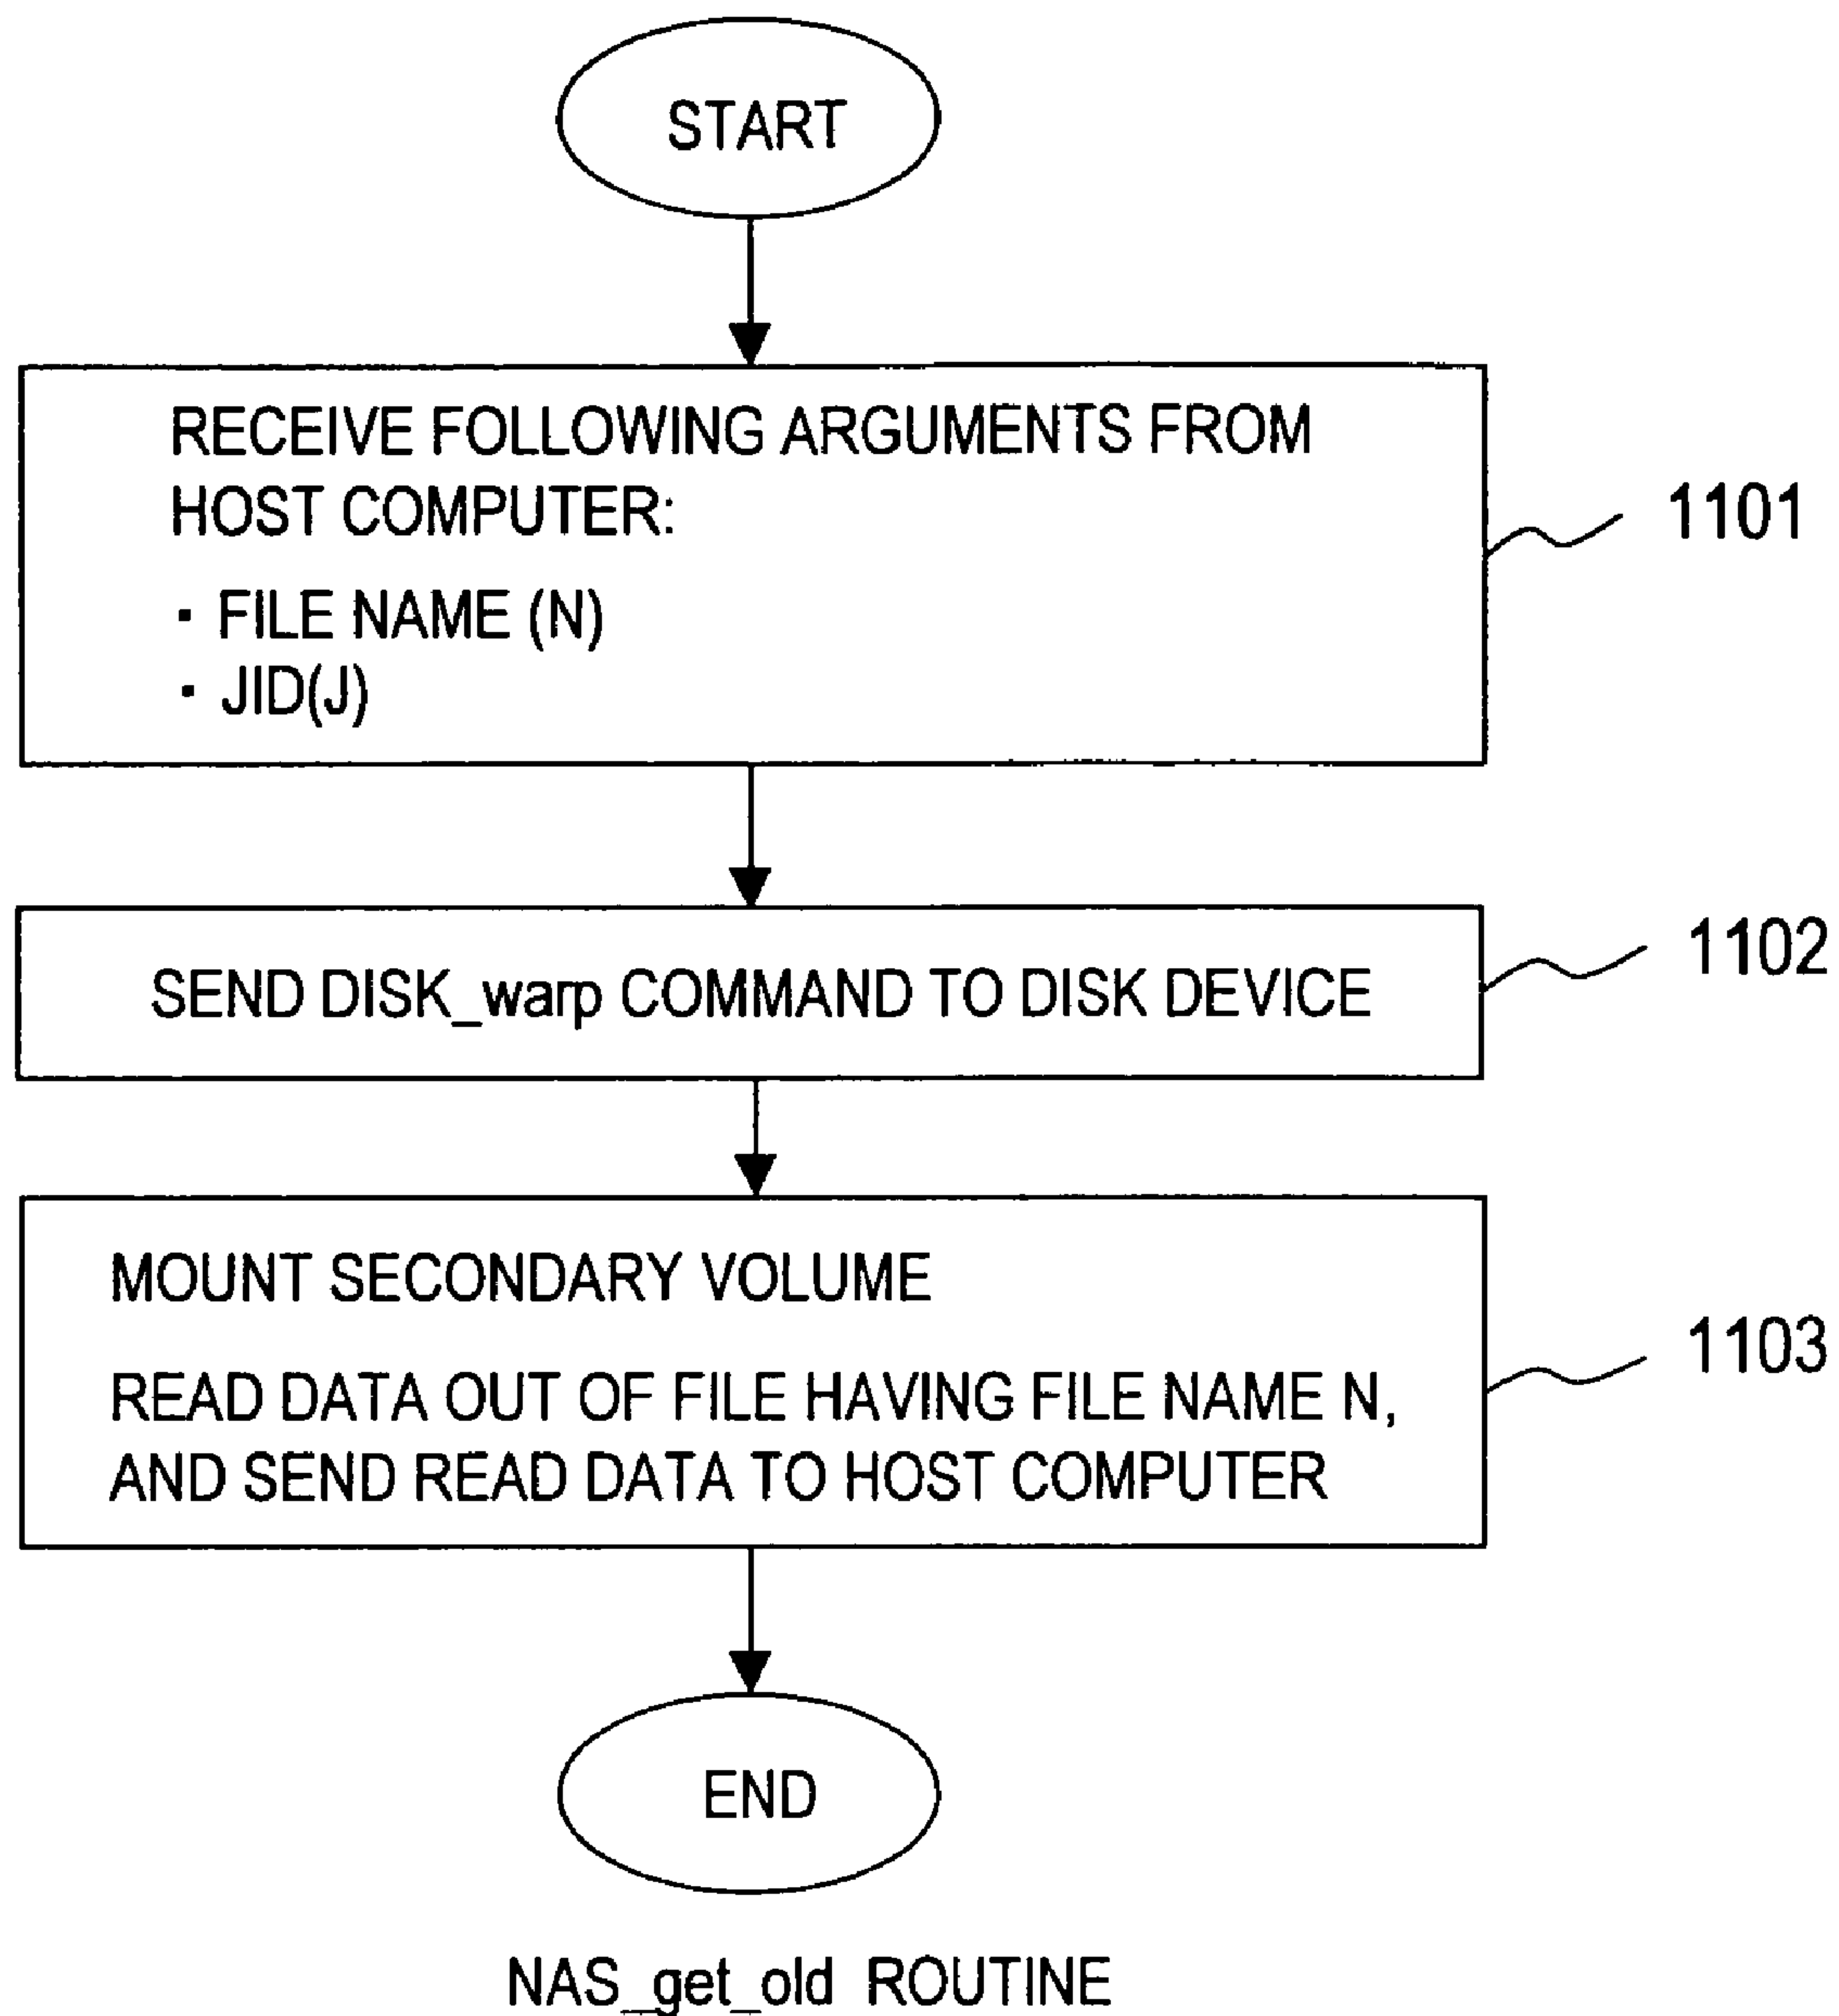 START
RECEIVE FOLLOWING ARGUMENTS FROM
HOST COMPUTER:
· FILE NAME (N)
· JID(J)
1101
SEND DISK_warp COMMAND TO DISK DEVICE
1102
MOUNT SECONDARY VOLUME
READ DATA OUT OF FILE HAVING FILE NAME N,
AND SEND READ DATA TO HOST COMPUTER
1103
END
NAS_get_old ROUTINE